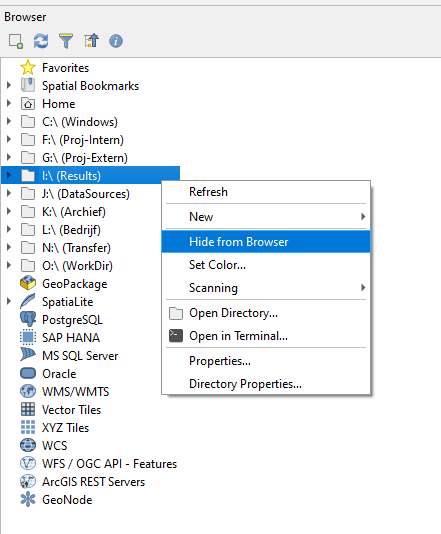 Browser
Favorites
Spatial Bookmarks
Home
C:\ (Windows)
F:\ (Proj-Intern)
G:\ (Proj-Extern)
I:\ (Results)
J:\ (DataSources)
K:\ (Archief)
L:\ (Bedrijf)
N:\ (Transfer)
O:\ (WorkDir)
GeoPackage
SpatiaLite
PostgreSQL
SAP HANA
MS SQL Server
Oracle
WMS/WMTS
Vector Tiles
XYZ Tiles
WCS
WFS / OGC API - Features
ArcGIS REST Servers
GeoNode
Refresh
New
Hide from Browser
Set Color...
Scanning
Open Directory...
Open in Terminal...
Properties...
Directory Properties...